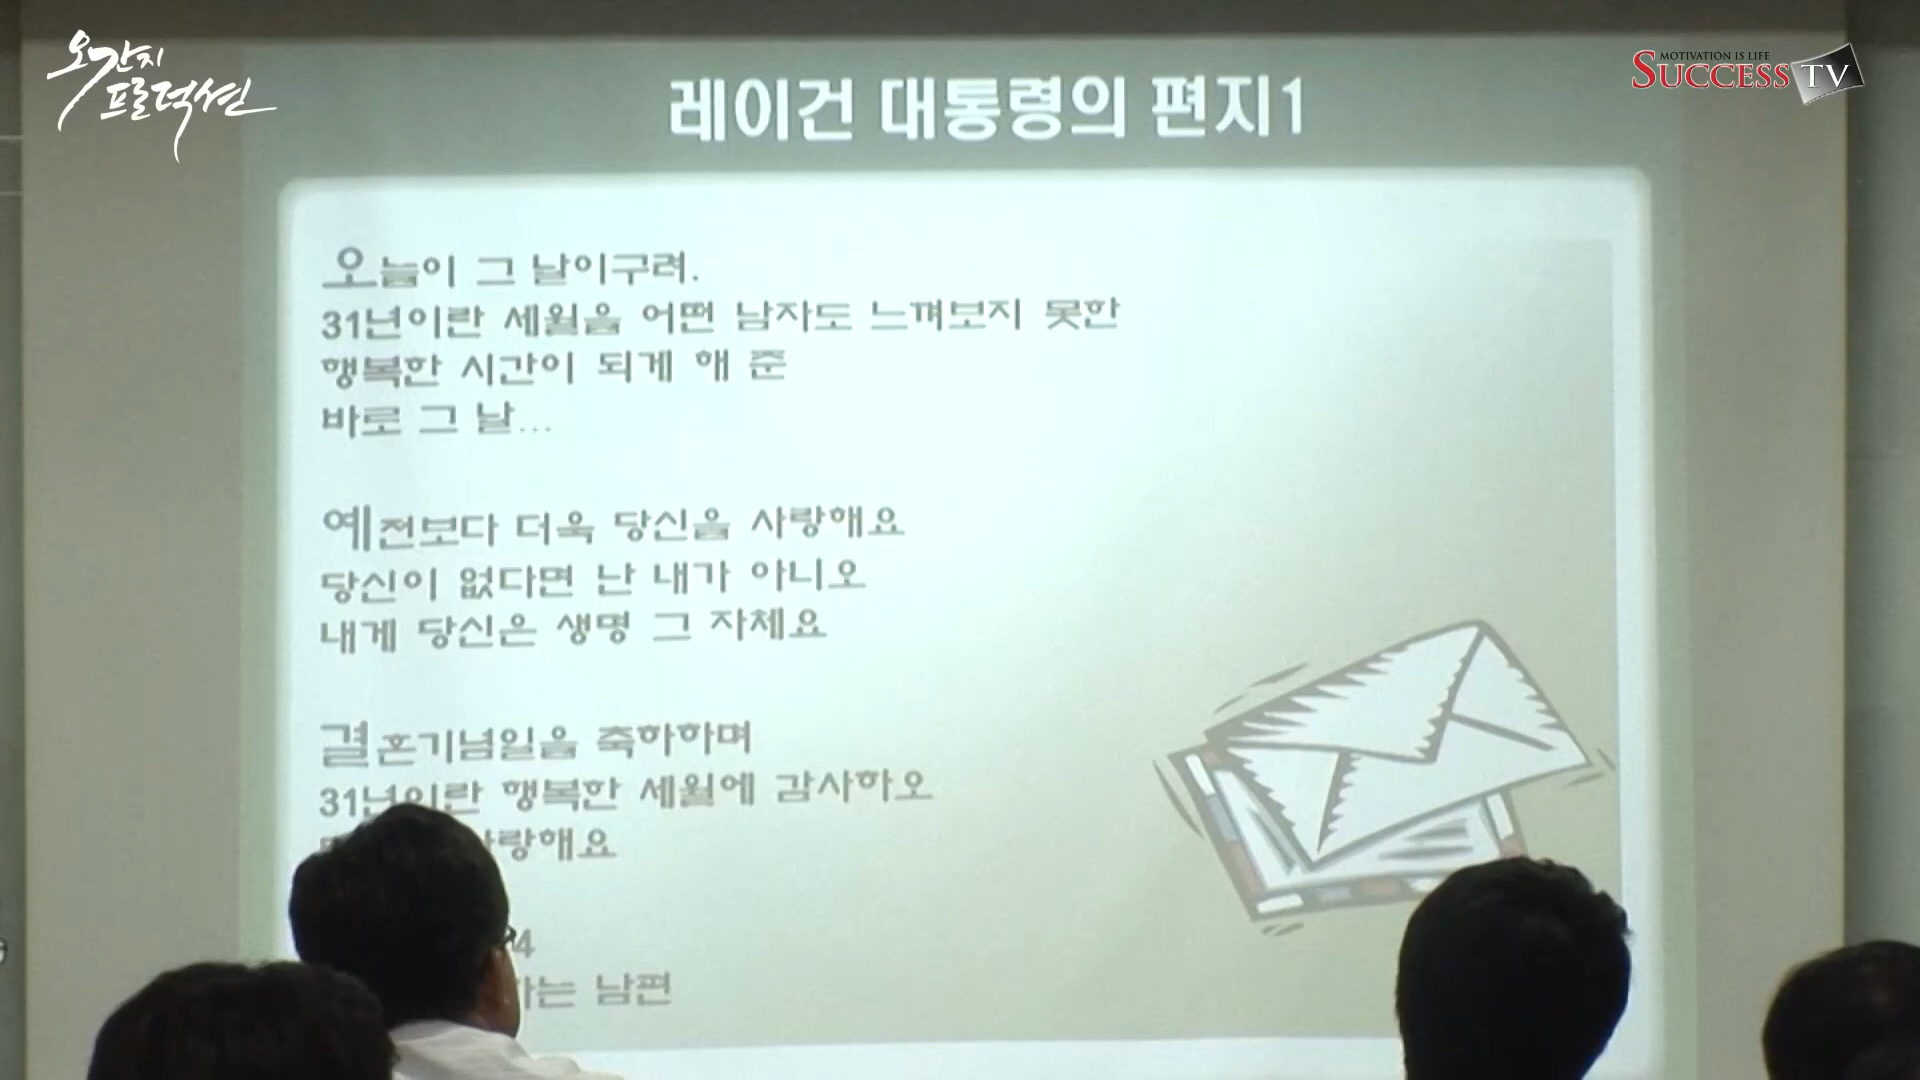 오간지
프로덕션
MOTIVATION IS LIFE
SUCCESS TV
레이건 대통령의 편지1
오늘이 그 날이구려.
31년이란 세월을 어떤 남자도 느껴보지 못한
행복한 시간이 되게 해 준
바로 그 날...
예전보다 더욱 당신을 사랑해요
당신이 없다면 난 내가 아니오
내게 당신은 생명 그 자체요
결혼기념일을 축하하며
31년이란 행복한 세월에 감사하오
랑해요
4
하는 남편